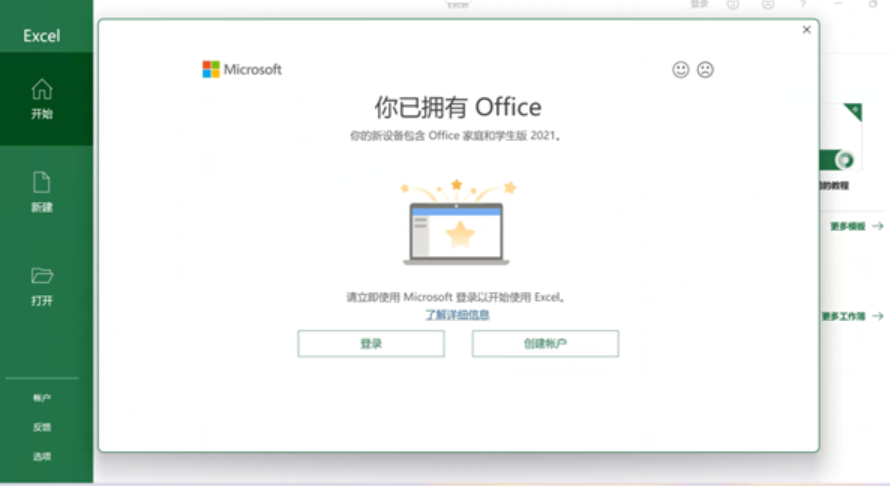 Excel
登录
?
Excel
开始
新建
打开
帐户
反馈
选项
Microsoft
你已拥有 Office
你的新设备包含 Office 家庭和学生版 2021。
请立即使用 Microsoft 登录以开始使用 Excel。
了解详细信息
登录
创建帐户
的教程
更多模板
更多工作簿